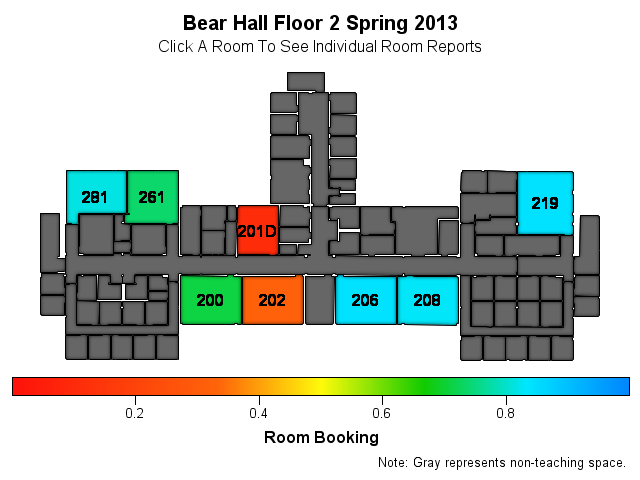 Bear Hall Floor 2 Spring 2013
Click A Room To See Individual Room Reports
281
261
219
201D
200
202
206
208
0.2
0.4
0.6
0.8
Room Booking
Note: Gray represents non-teaching space.